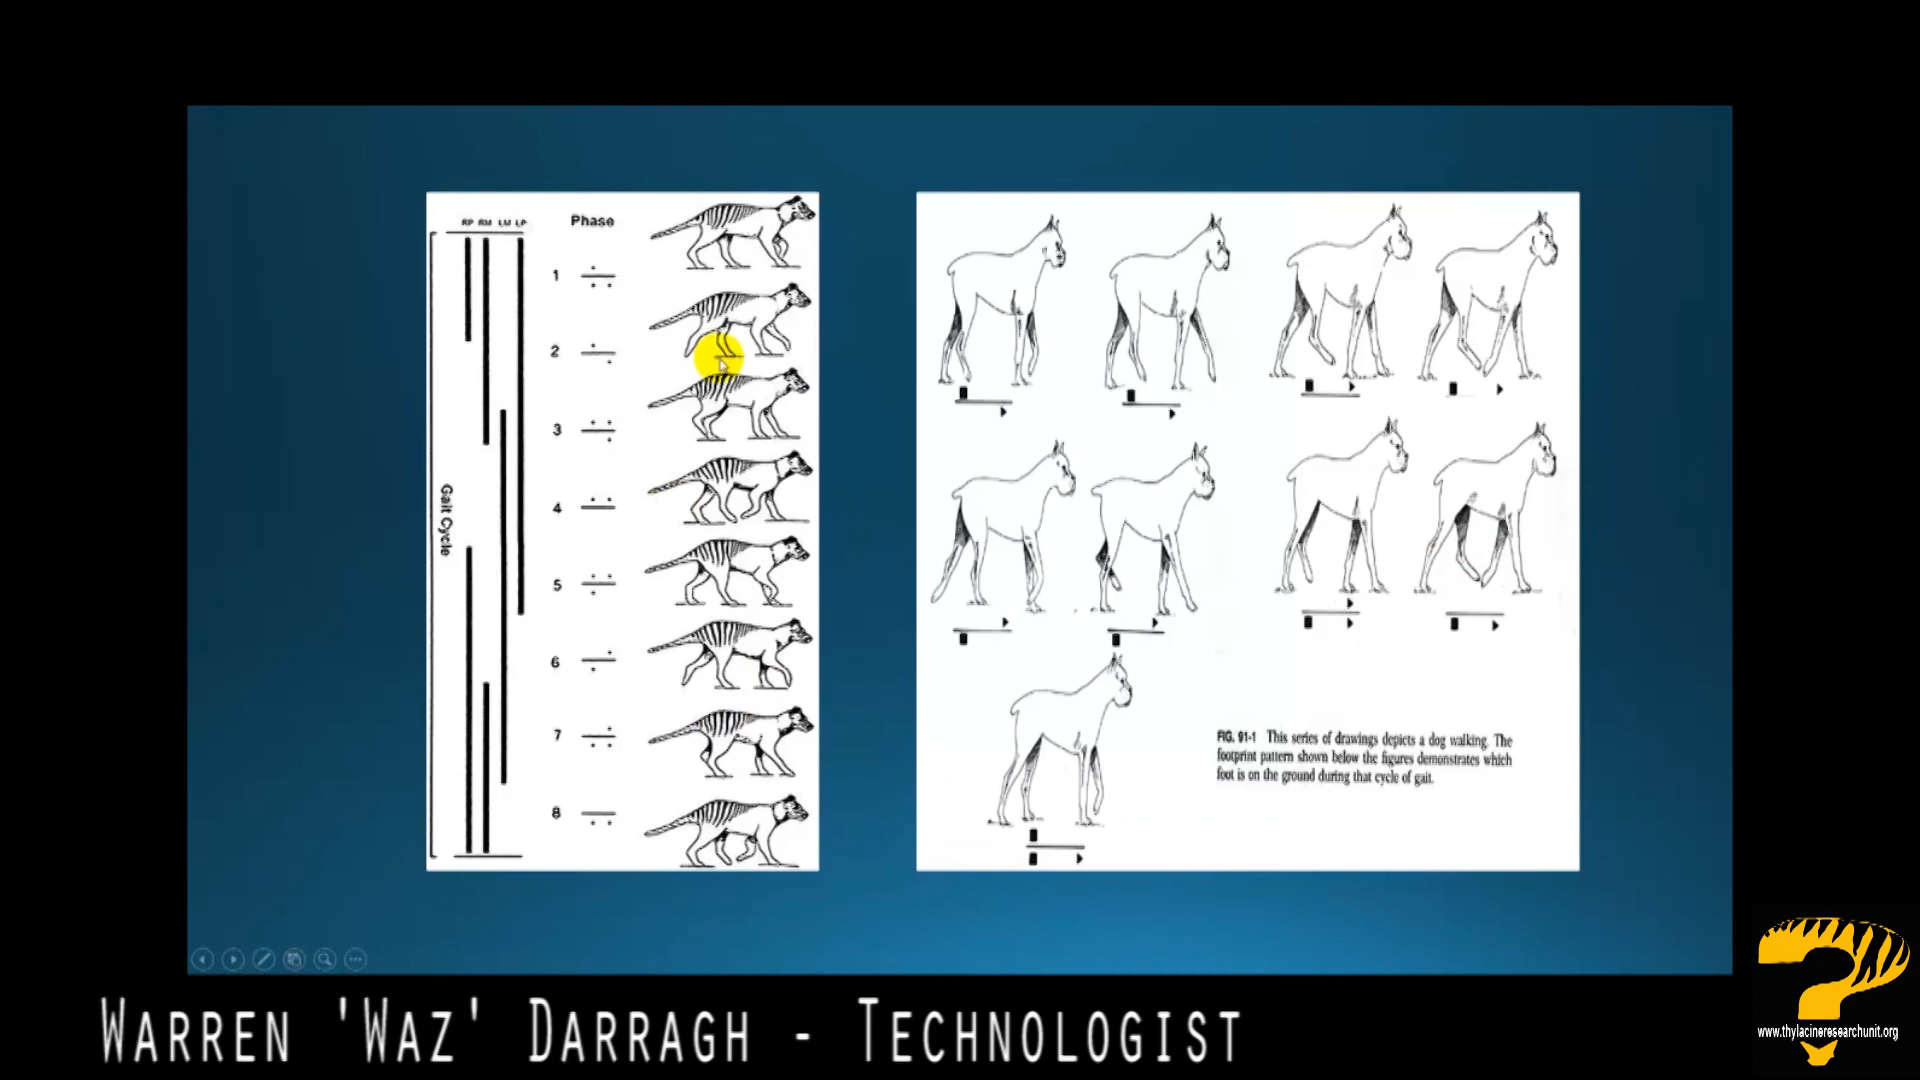 RP RM LM LP
Phase
1
2
3
4
5
6
7
8
Gait Cycle
FIG. 91-1 This series of drawings depicts a dog walking. The
footprint pattern shown below the figures demonstrates which
foot is on the ground during that cycle of gait.
WARREN 'WAZ' DARRAGH - TECHNOLOGIST
www.thylacineresearchunit.org